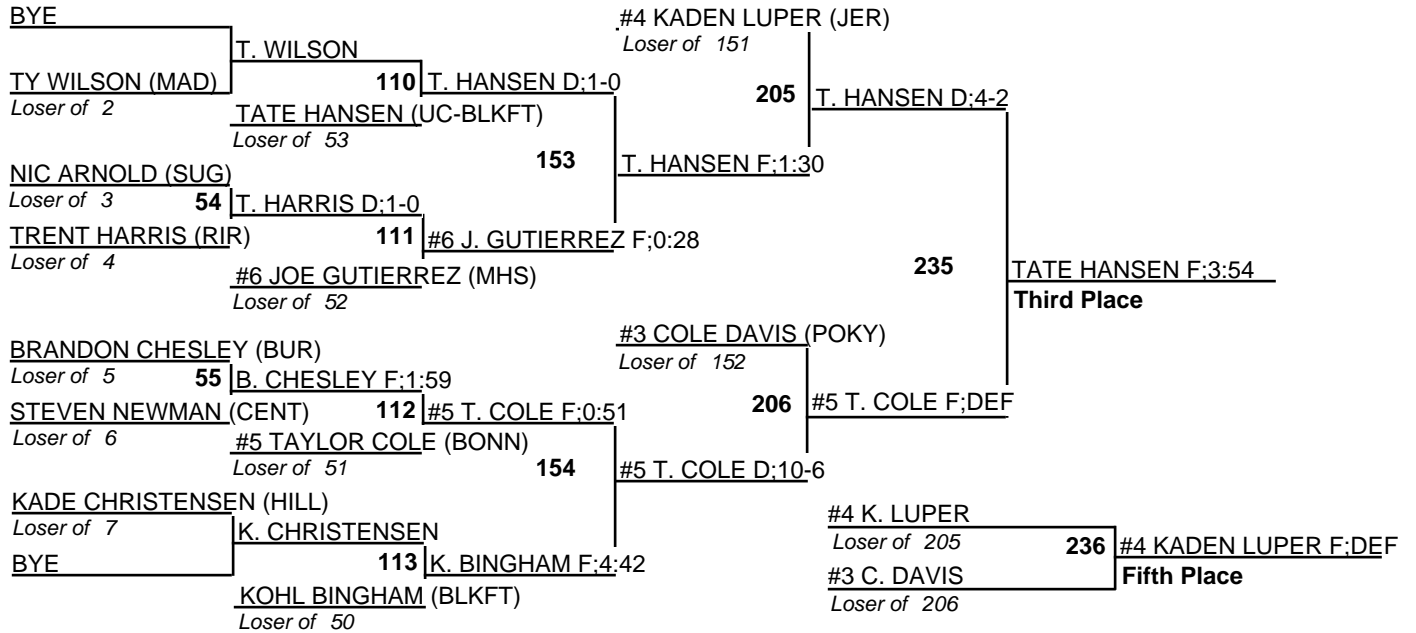 BYE
T. WILSON
TY WILSON (MAD)
Loser of 2
110
T. HANSEN D;1-0
TATE HANSEN (UC-BLKFT)
Loser of 53
153
T. HANSEN F;1:30
NIC ARNOLD (SUG)
Loser of 3
54
T. HARRIS D;1-0
TRENT HARRIS (RIR)
Loser of 4
111
#6 J. GUTIERREZ F;0:28
#6 JOE GUTIERREZ (MHS)
Loser of 52
#4 KADEN LUPER (JER)
Loser of 151
205
T. HANSEN D;4-2
235
TATE HANSEN F;3:54
Third Place
BRANDON CHESLEY (BUR)
Loser of 5
55
B. CHESLEY F;1:59
STEVEN NEWMAN (CENT)
Loser of 6
112
#5 T. COLE F;0:51
#5 TAYLOR COLE (BONN)
Loser of 51
154
#5 T. COLE D;10-6
KADE CHRISTENSEN (HILL)
Loser of 7
K. CHRISTENSEN
BYE
113
K. BINGHAM F;4:42
KOHL BINGHAM (BLKFT)
Loser of 50
#3 COLE DAVIS (POKY)
Loser of 152
206
#5 T. COLE F;DEF
#4 K. LUPER
Loser of 205
236
#4 KADEN LUPER F;DEF
#3 C. DAVIS
Fifth Place
Loser of 206